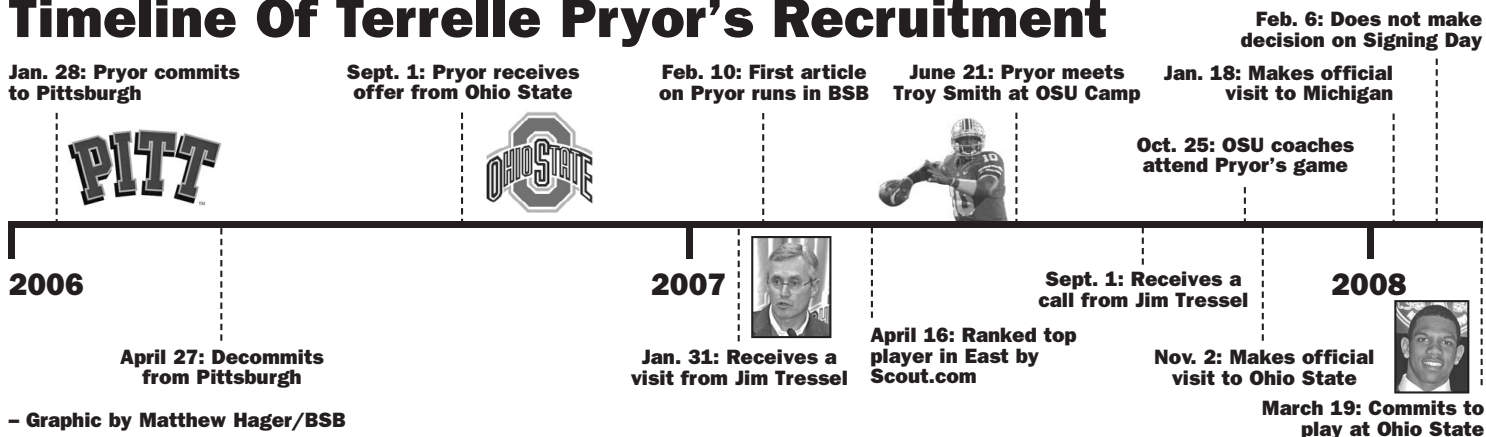 Timeline Of Terrelle Pryor's Recruitment
Feb. 6: Does not make
decision on Signing Day
Jan. 28: Pryor commits
to Pittsburgh
Sept. 1: Pryor receives
offer from Ohio State
Feb. 10: First article
on Pryor runs in BSB
June 21: Pryor meets
Troy Smith at OSU Camp
Jan. 18: Makes official
visit to Michigan
Oct. 25: OSU coaches
attend Pryor's game
PITT
TM
OHIO STATE
10
2006
2007
2008
Sept. 1: Receives a
call from Jim Tressel
April 16: Ranked top
player in East by
Scout.com
April 27: Decommits
from Pittsburgh
Jan. 31: Receives a
visit from Jim Tressel
Nov. 2: Makes official
visit to Ohio State
March 19: Commits to
play at Ohio State
– Graphic by Matthew Hager/BSB